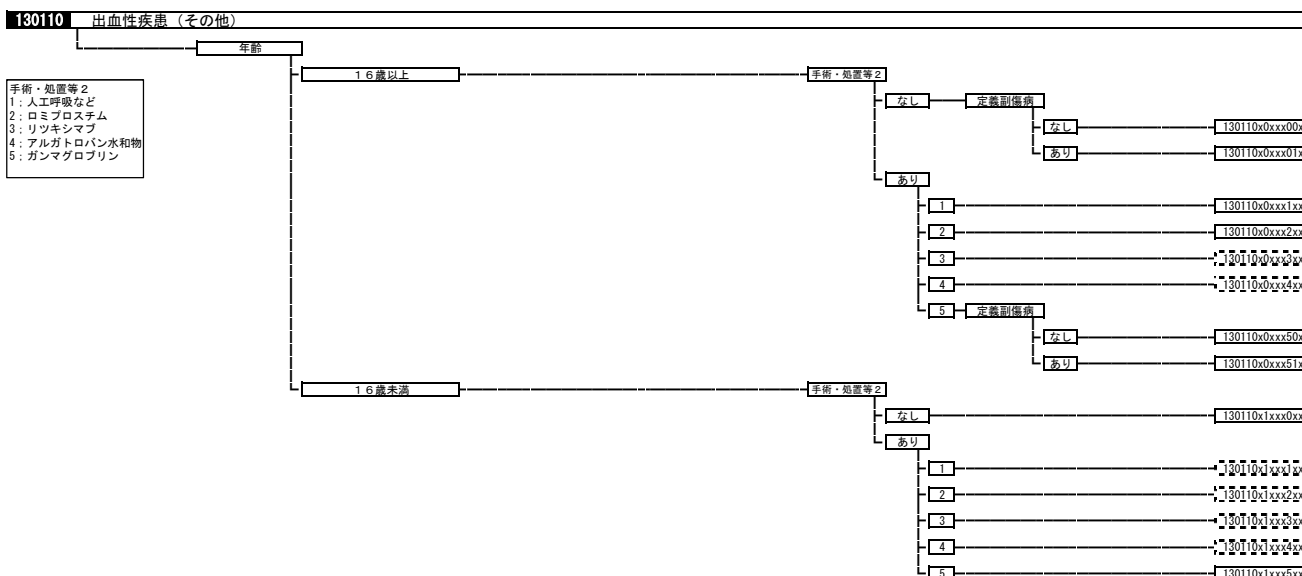 130110 出血性疾患（その他）
年齢
１６歳以上
手術・処置等２
手術・処置等２
1；人工呼吸など
2；ロミプロスチム
3；リツキシマブ
4；アルガトロバン水和物
5；ガンマグロブリン
なし 定義副傷病
なし 130110x0xxx00x
あり 130110x0xxx01x
あり
1 130110x0xxx1xx
2 130110x0xxx2xx
3 130110x0xxx3xx
4 130110x0xxx4xx
5 定義副傷病
なし 130110x0xxx50x
あり 130110x0xxx51x
１６歳未満 手術・処置等２
なし 130110x1xxx0xx
あり
1 130110x1xxx1xx
2 130110x1xxx2xx
3 130110x1xxx3xx
4 130110x1xxx4xx
5 130110x1xxx5xx